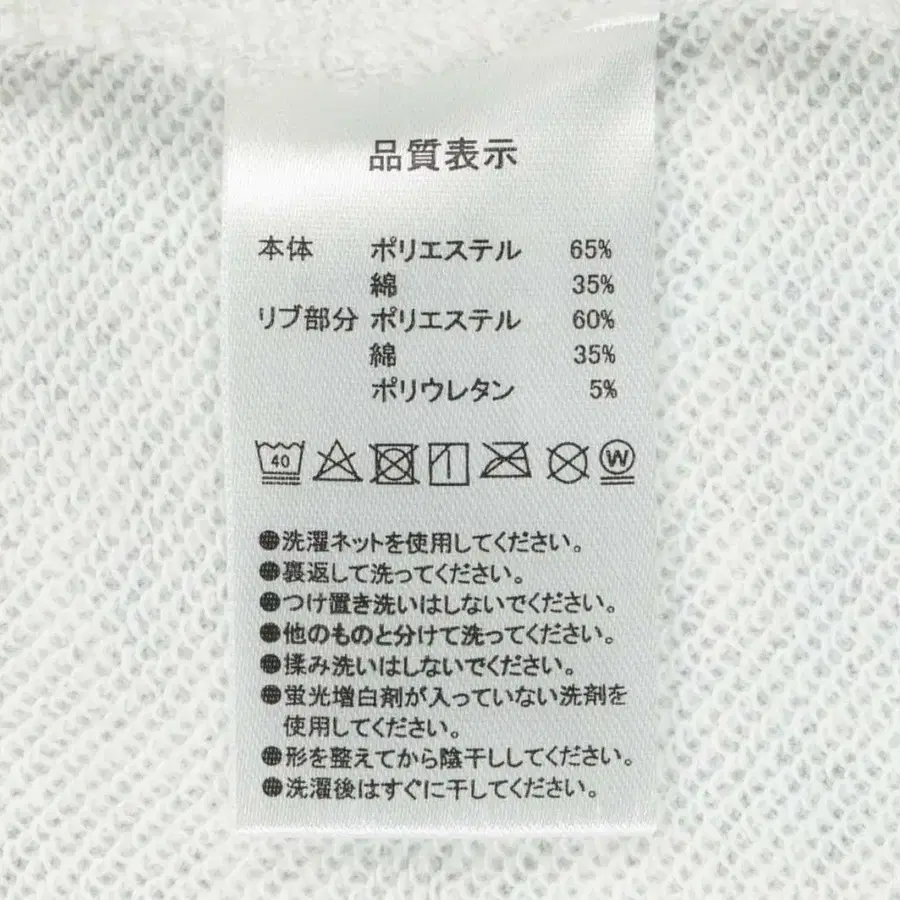 品質表示
本体 ポリエステル 65%
綿 35%
リブ部分 ポリエステル 60%
綿 35%
ポリウレタン 5%
40 W
●洗濯ネットを使用してください。
●裏返して洗ってください。
●つけ置き洗いはしないでください。
●他のものと分けて洗ってください。
●揉み洗いはしないでください。
●蛍光増白剤が入っていない洗剤を
使用してください。
●形を整えてから陰干ししてください。
●洗濯後はすぐに干してください。